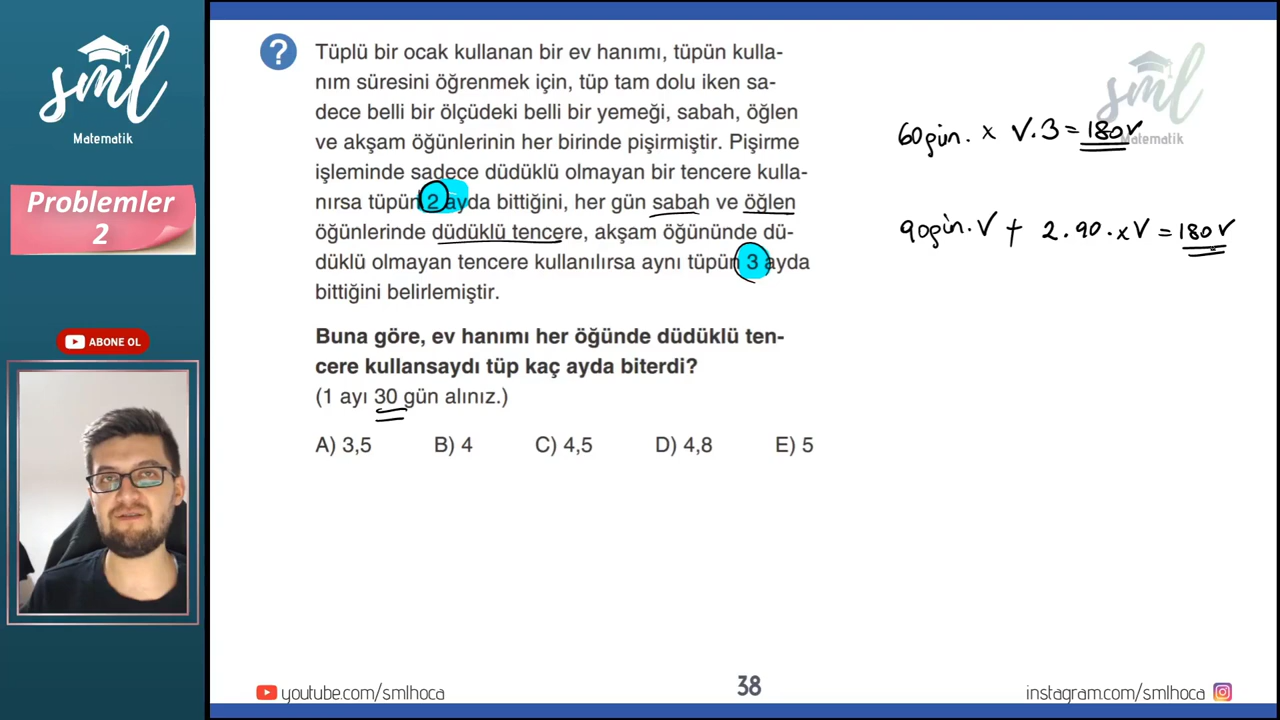 sml
Matematik
Problemler
2
ABONE OL
?
Tüplü bir ocak kullanan bir ev hanımı, tüpün kulla-
nım süresini öğrenmek için, tüp tam dolu iken sa-
dece belli bir ölçüdeki belli bir yemeği, sabah, öğlen
ve akşam öğünlerinin her birinde pişirmiştir. Pişirme
işleminde sadece düdüklü olmayan bir tencere kulla-
nırsa tüpün 2 ayda bittiğini, her gün sabah ve öğlen
öğünlerinde düdüklü tencere, akşam öğününde dü-
düklü olmayan tencere kullanılırsa aynı tüpün 3 ayda
bittiğini belirlemiştir.
Buna göre, ev hanımı her öğünde düdüklü ten-
cere kullansaydı tüp kaç ayda biterdi?
(1 ayı 30 gün alınız.)
A) 3,5 B) 4 C) 4,5 D) 4,8 E) 5
sml
Matematik
60gün. x V.3 = 180V
90gün.V + 2.90.xV = 180V
youtube.com/smlhoca
38
instagram.com/smlhoca